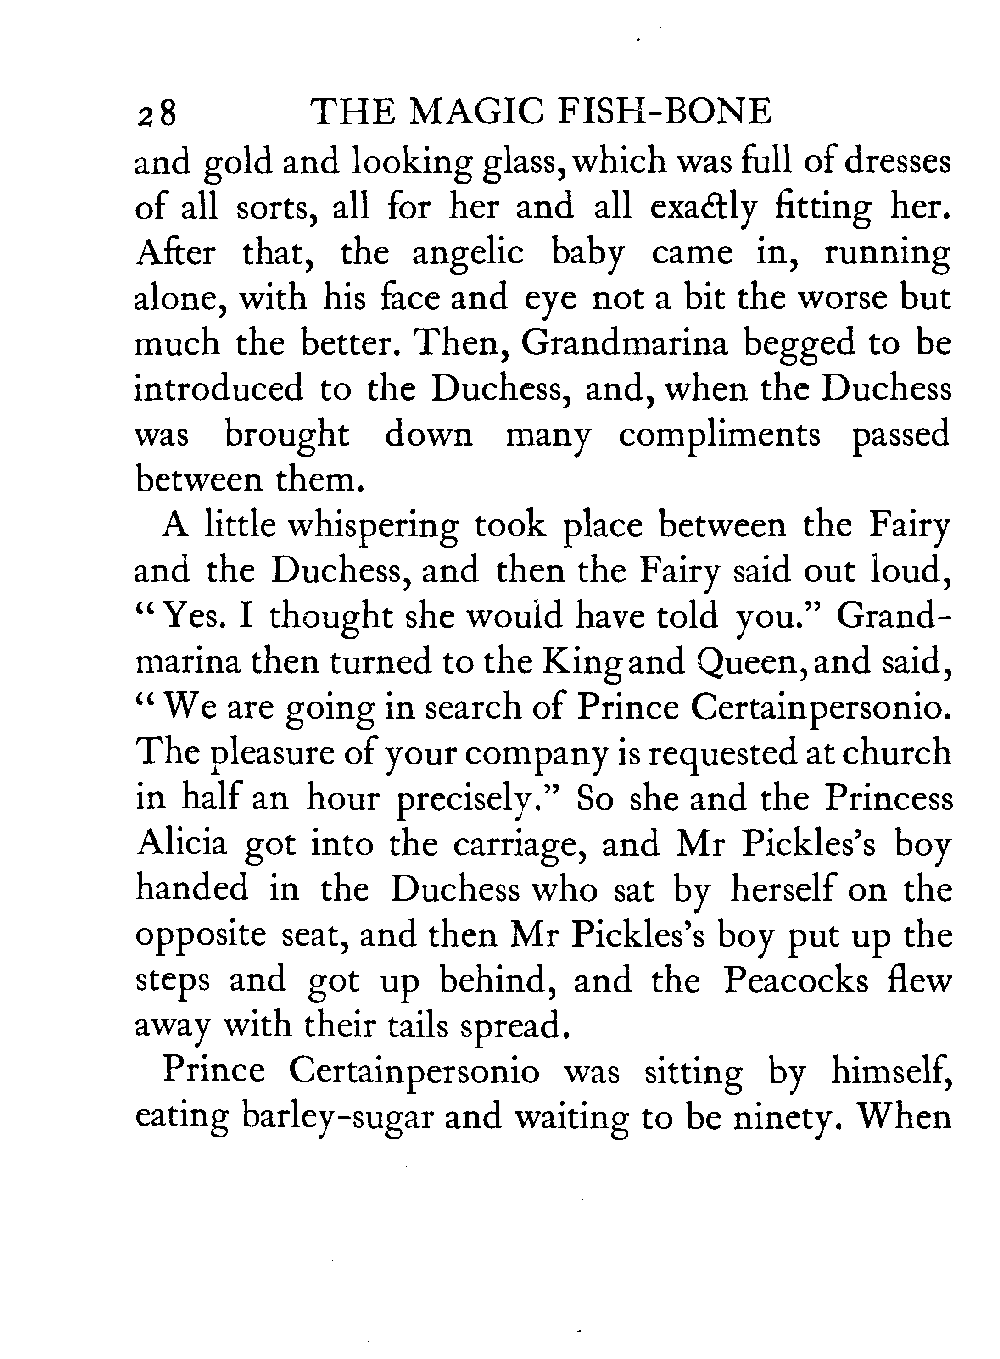 28 THE MAGIC FISH-BONE
and gold and looking glass, which was full of dresses
of all sorts, all for her and all exactly fitting her.
After that, the angelic baby came in, running
alone, with his face and eye not a bit the worse but
much the better. Then, Grandmarina begged to be
introduced to the Duchess, and, when the Duchess
was brought down many compliments passed
between them.
A little whispering took place between the Fairy
and the Duchess, and then the Fairy said out loud,
“Yes. I thought she would have told you.” Grand-
marina then turned to the King and Queen, and said,
“We are going in search of Prince Certainpersonio.
The pleasure of your company is requested at church
in half an hour precisely.” So she and the Princess
Alicia got into the carriage, and Mr Pickles’s boy
handed in the Duchess who sat by herself on the
opposite seat, and then Mr Pickles’s boy put up the
steps and got up behind, and the Peacocks flew
away with their tails spread.
Prince Certainpersonio was sitting by himself,
eating barley-sugar and waiting to be ninety. When